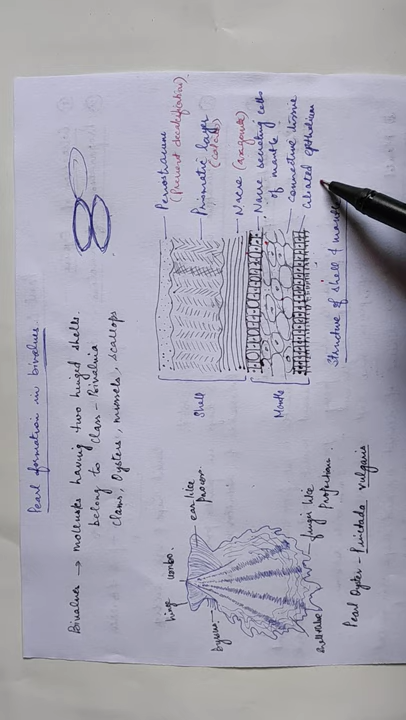 Pearl formation in bivalves
Bivalves → molluscs having two hinged shells.
belong to Class - Bivalvia
Clams, Oysters, mussels, scallops
hinge
umbo
ear like
byssus
fungi like
projections
Pearl Oyster - Pinctada vulgaris
Shell
Mantle
Periostracum
(Prevent decalcification)
Prismatic layer
(calcite)
Nacre (aragonite)
Nacre secreting cells
of mantle
connective tissue
ciliated epithelium
Structure of shell & mantle